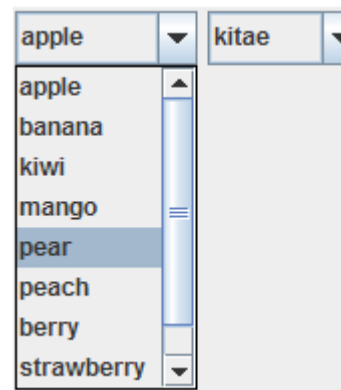 apple kitae
apple
banana
kiwi
mango
pear
peach
berry
strawberry